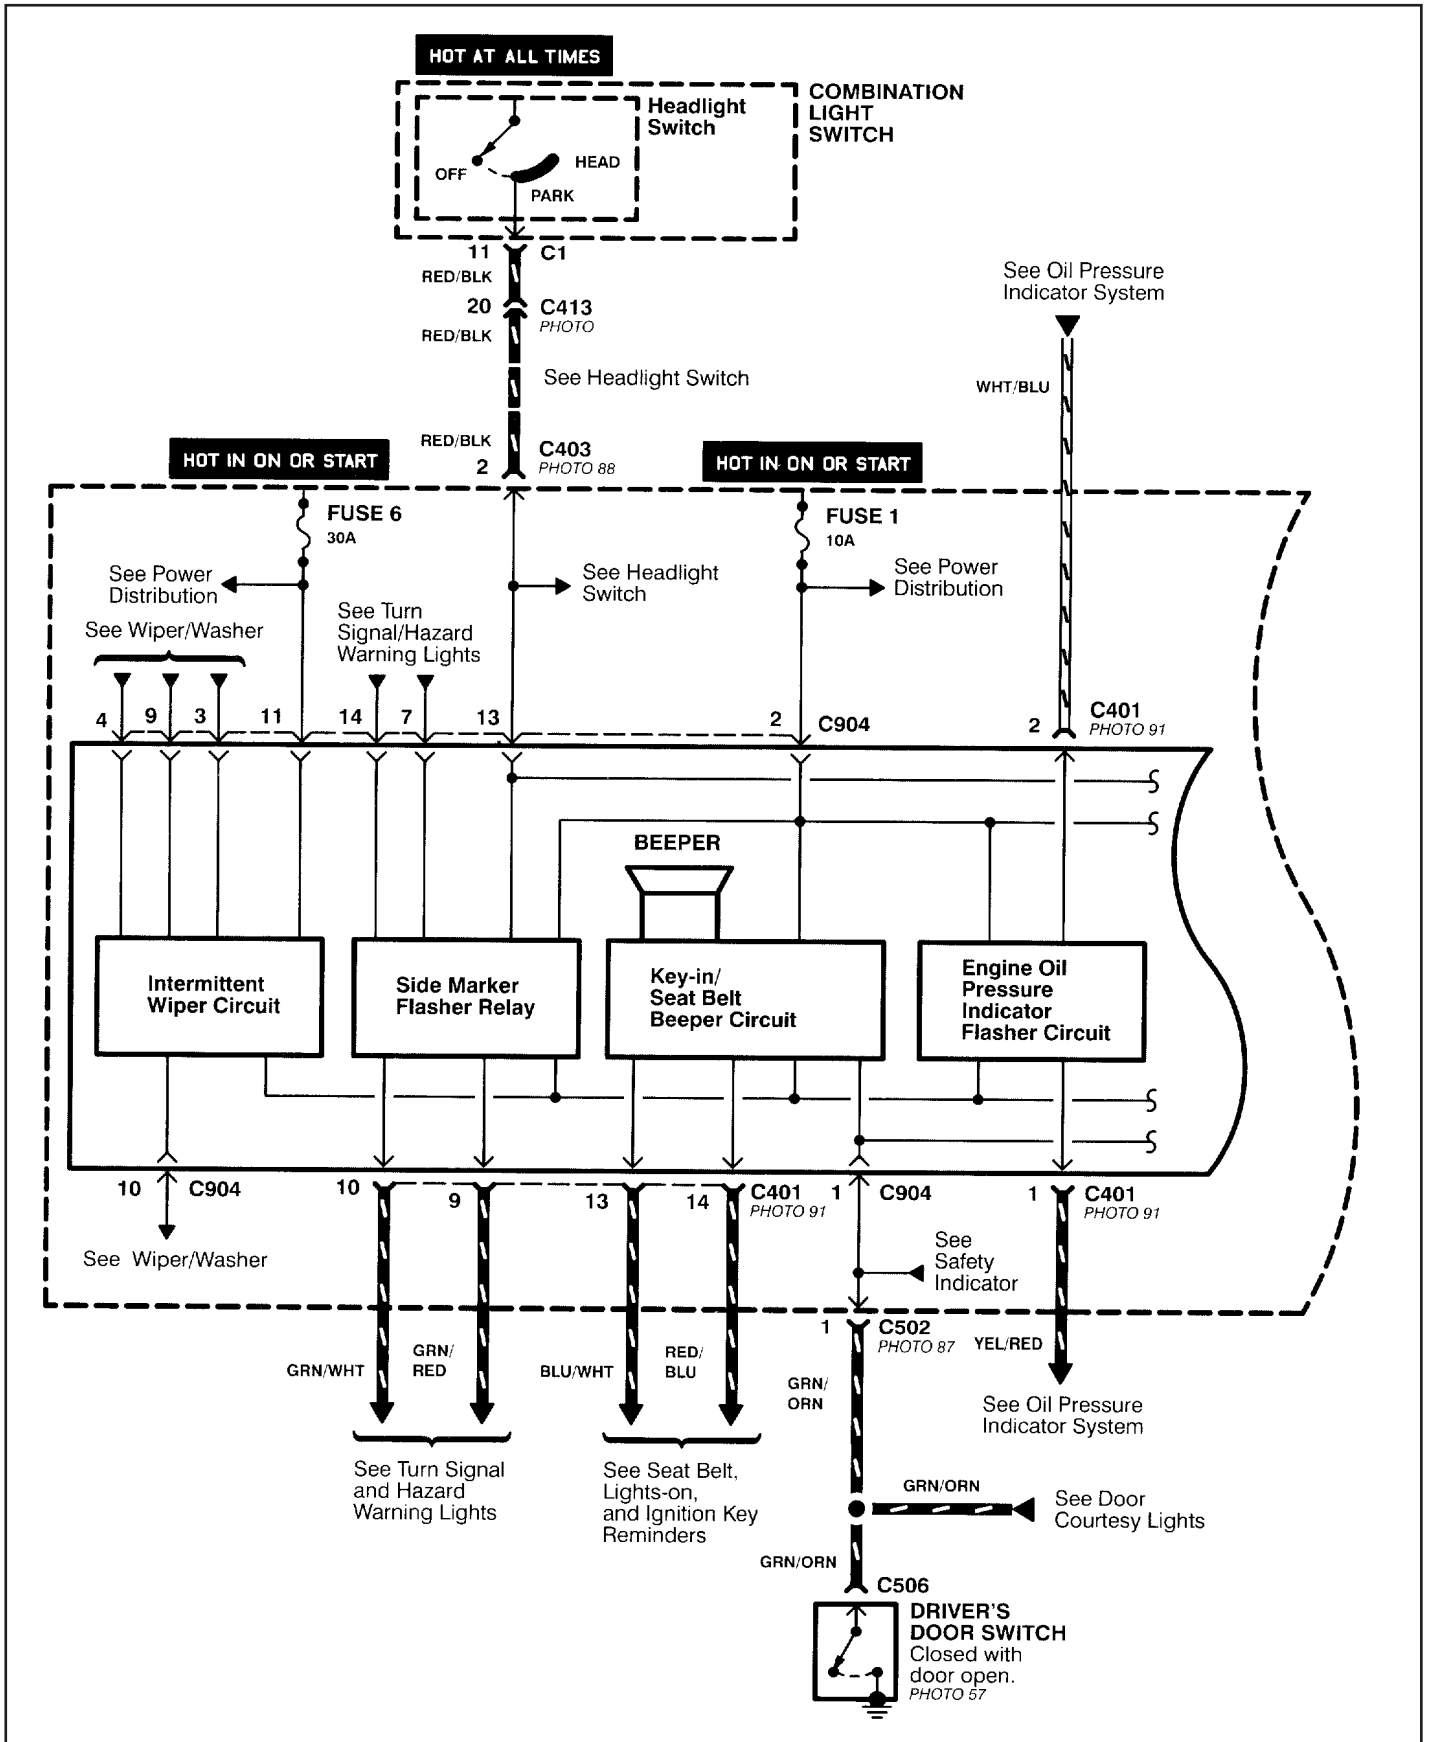 HOT AT ALL TIMES
COMBINATION
LIGHT
SWITCH
Headlight
Switch
OFF
HEAD
PARK
11
C1
RED/BLK
20
C413
PHOTO
RED/BLK
See Headlight Switch
RED/BLK
2
C403
PHOTO 88
See Oil Pressure
Indicator System
WHT/BLU
HOT IN ON OR START
HOT IN ON OR START
FUSE 6
30A
FUSE 1
10A
See Power
Distribution
See Headlight
Switch
See Power
Distribution
See Wiper/Washer
See Turn
Signal/Hazard
Warning Lights
4
9
3
11
14
7
13
2
C904
2
C401
PHOTO 91
BEEPER
Intermittent
Wiper Circuit
Side Marker
Flasher Relay
Key-in/
Seat Belt
Beeper Circuit
Engine Oil
Pressure
Indicator
Flasher Circuit
10
C904
10
9
13
14
C401
PHOTO 91
1
C904
1
C401
PHOTO 91
See Wiper/Washer
See
Safety
Indicator
GRN/WHT
GRN/
RED
BLU/WHT
RED/
BLU
1
C502
PHOTO 87
YEL/RED
GRN/
ORN
See Oil Pressure
Indicator System
See Turn Signal
and Hazard
Warning Lights
See Seat Belt,
Lights-on,
and Ignition Key
Reminders
GRN/ORN
See Door
Courtesy Lights
GRN/ORN
C506
DRIVER'S
DOOR SWITCH
Closed with
door open.
PHOTO 57